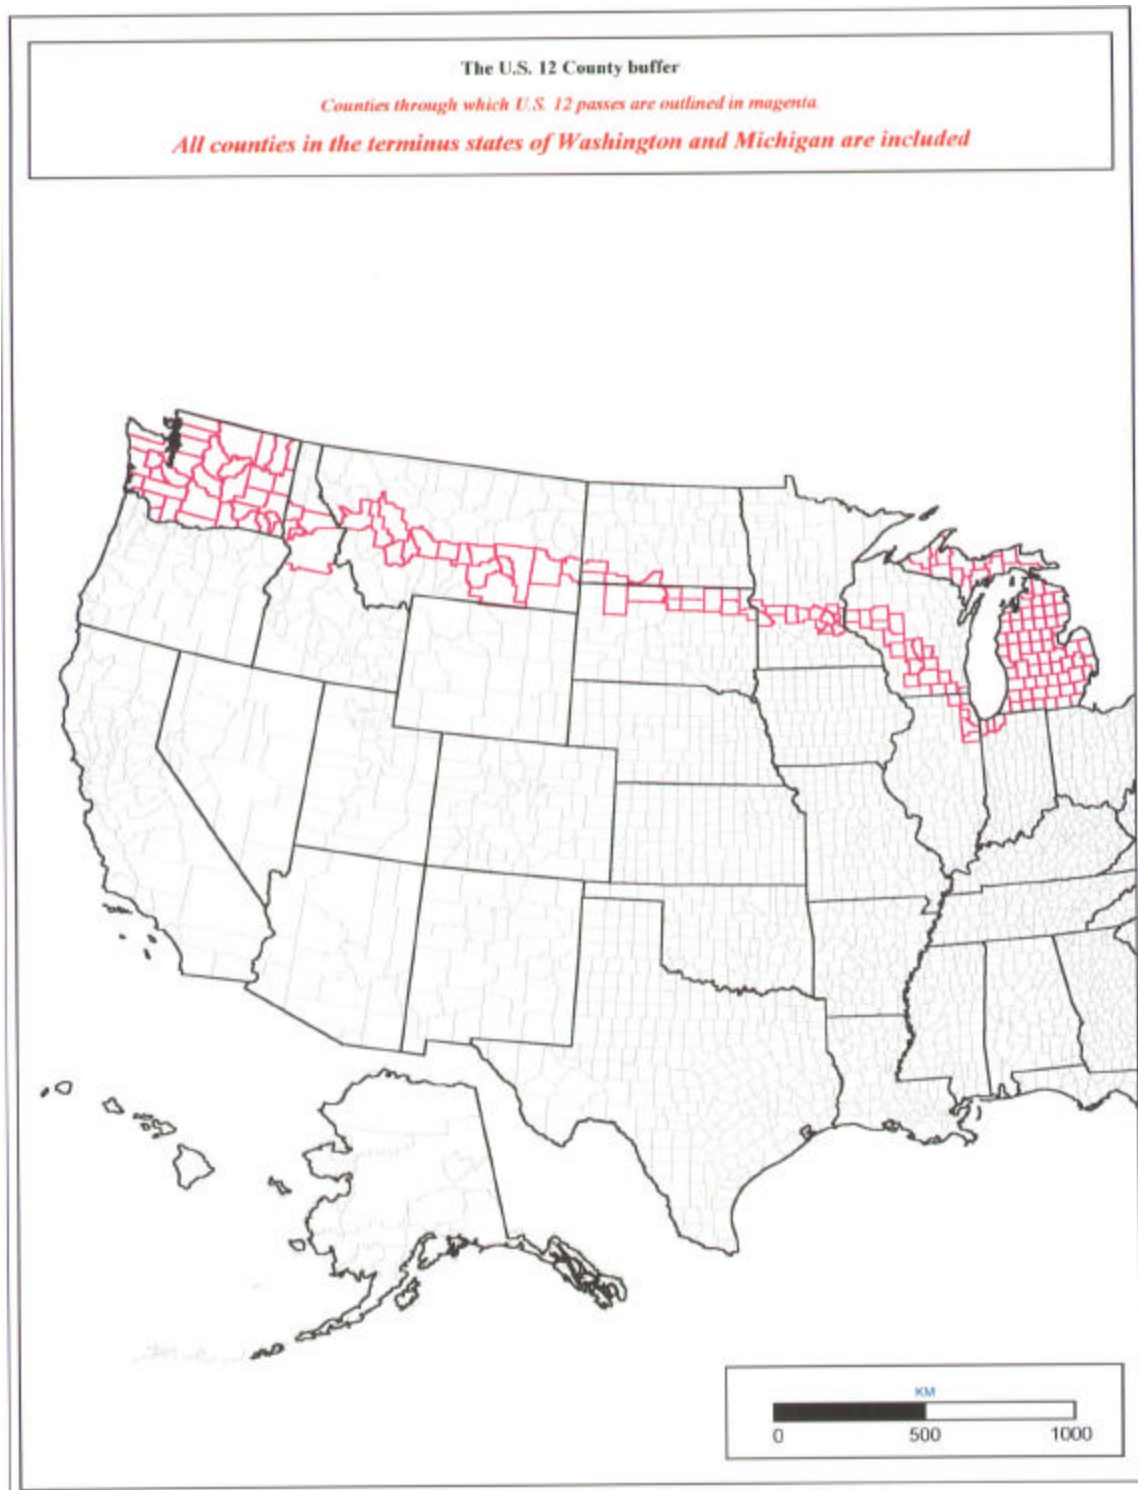 The U.S. 12 County buffer
Counties through which U.S. 12 passes are outlined in magenta
All counties in the terminus states of Washington and Michigan are included
KM
0 500 1000